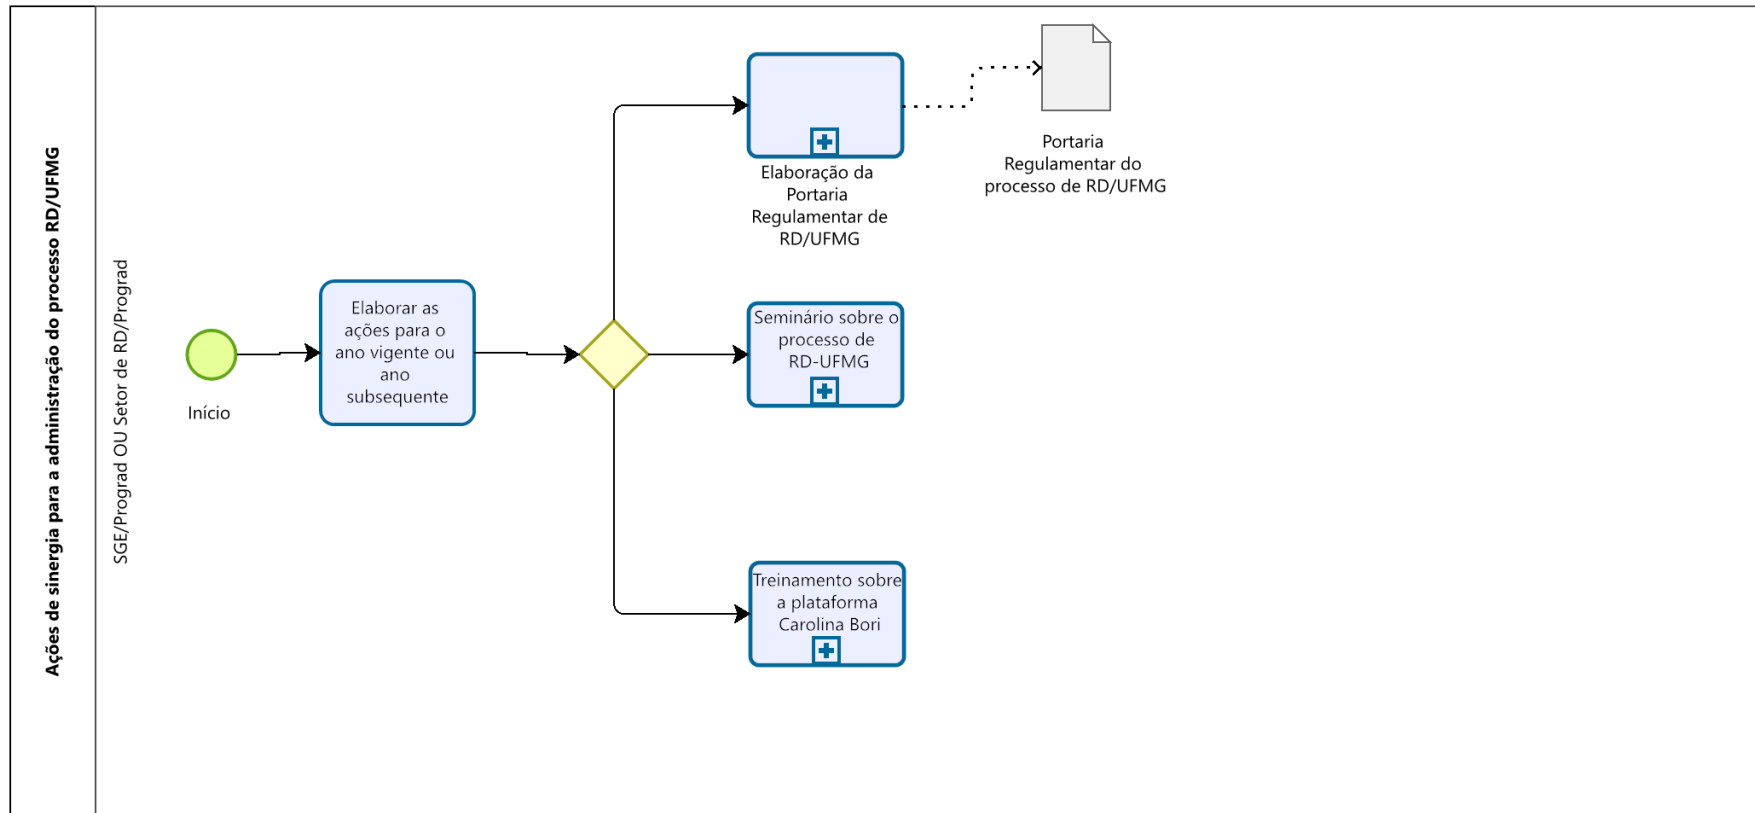 Ações de sinergia para a administração do processo RD/UFMG
SGE/Prograd OU Setor de RD/Prograd
Início
Elaborar as
ações para o
ano vigente ou
ano
subsequente
Elaboração da
Portaria
Regulamentar de
RD/UFMG
Portaria
Regulamentar do
processo de RD/UFMG
Seminário sobre o
processo de
RD-UFMG
Treinamento sobre
a plataforma
Carolina Bori